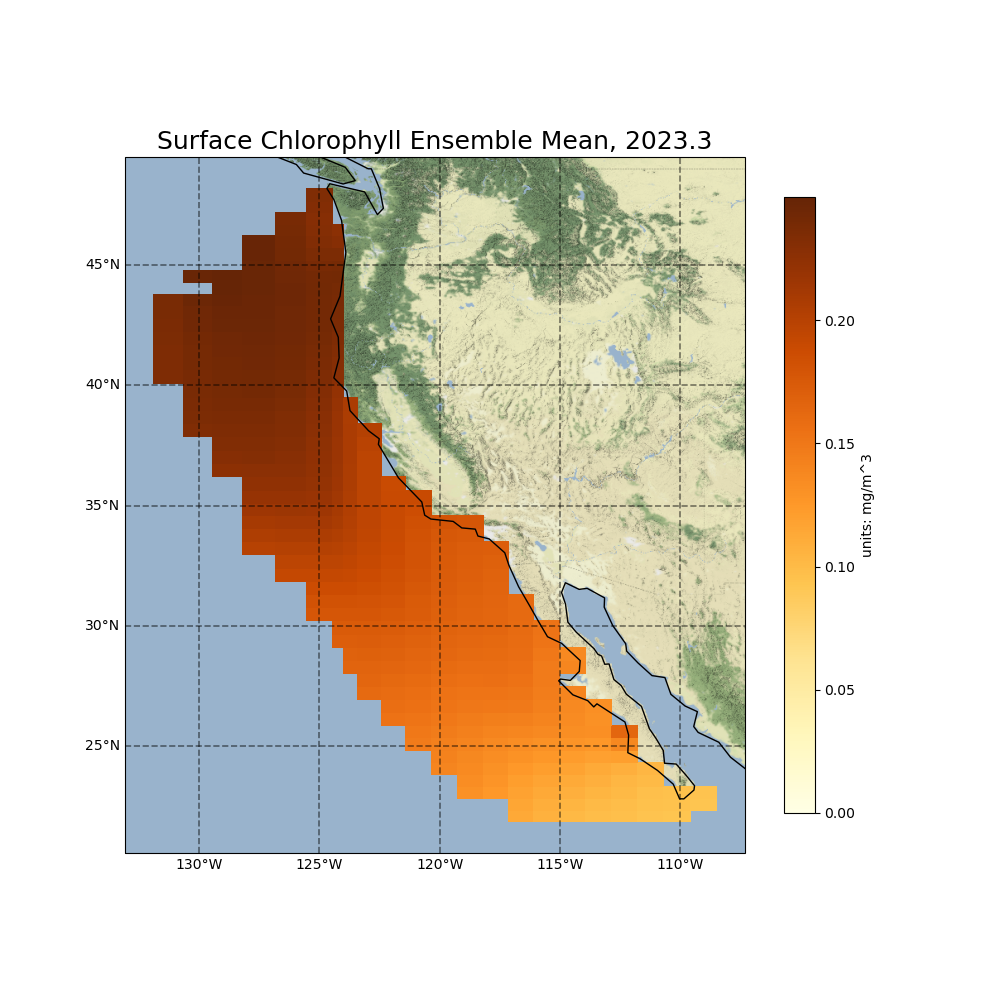 Surface Chlorophyll Ensemble Mean, 2023.3
45°N
40°N
35°N
30°N
25°N
130°W
125°W
120°W
115°W
110°W
0.20
0.15
0.10
0.05
0.00
units: mg/m^3